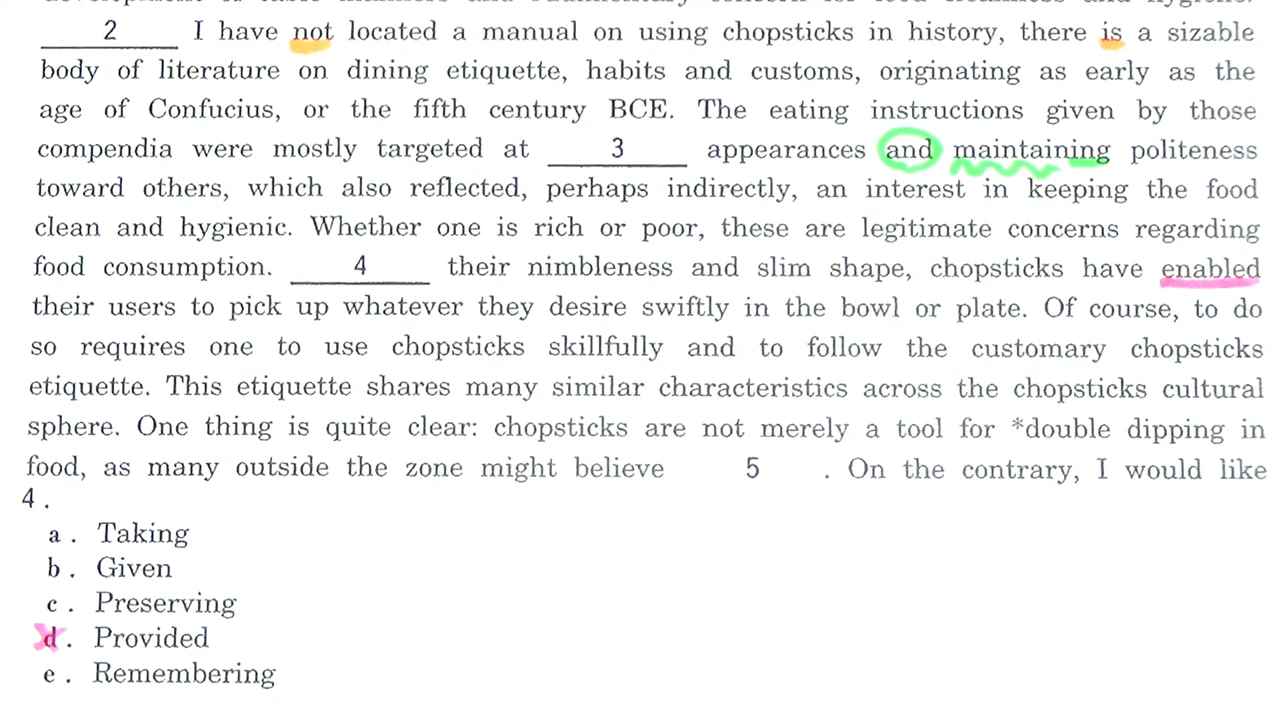 2 I have not located a manual on using chopsticks in history, there is a sizable
body of literature on dining etiquette, habits and customs, originating as early as the
age of Confucius, or the fifth century BCE. The eating instructions given by those
compendia were mostly targeted at 3 appearances and maintaining politeness
toward others, which also reflected, perhaps indirectly, an interest in keeping the food
clean and hygienic. Whether one is rich or poor, these are legitimate concerns regarding
food consumption. 4 their nimbleness and slim shape, chopsticks have enabled
their users to pick up whatever they desire swiftly in the bowl or plate. Of course, to do
so requires one to use chopsticks skillfully and to follow the customary chopsticks
etiquette. This etiquette shares many similar characteristics across the chopsticks cultural
sphere. One thing is quite clear: chopsticks are not merely a tool for *double dipping in
food, as many outside the zone might believe 5 . On the contrary, I would like
4 .
a . Taking
b . Given
c . Preserving
d . Provided
e . Remembering